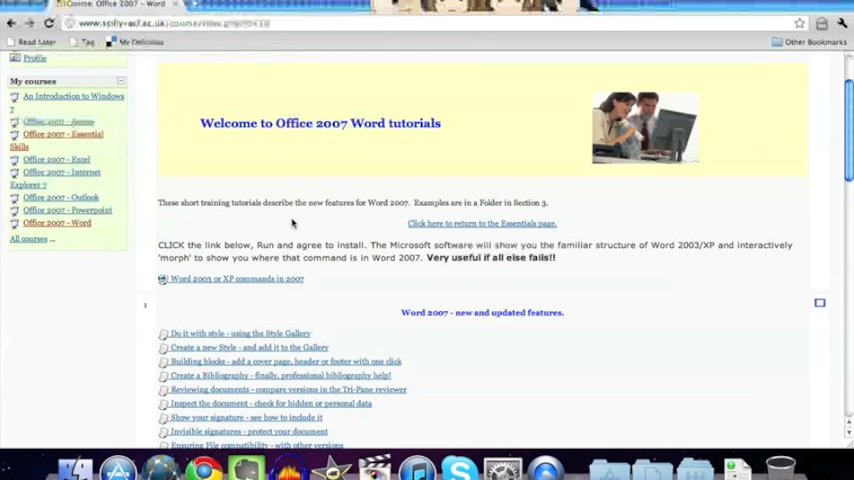 Course: Office 2007 - Word
www.scilly-acl.ac.uk/course/view.php?id=18
Read Later
Tag
My Delicious
Other Bookmarks
Profile
My courses
An Introduction to Windows
7
Office 2007 - Access
Office 2007 - Essential
Skills
Office 2007 - Excel
Office 2007 - Internet
Explorer 7
Office 2007 - Outlook
Office 2007 - Powerpoint
Office 2007 - Word
All courses ...
Welcome to Office 2007 Word tutorials
These short training tutorials describe the new features for Word 2007. Examples are in a Folder in Section 3.
Click here to return to the Essentials page.
CLICK the link below, Run and agree to install. The Microsoft software will show you the familiar structure of Word 2003/XP and interactively
'morph' to show you where that command is in Word 2007. Very useful if all else fails!!
Word 2003 or XP commands in 2007
1
Word 2007 - new and updated features.
Do it with style - using the Style Gallery
Create a new Style - and add it to the Gallery
Building blocks - add a cover page, header or footer with one click
Create a Bibliography - finally, professional bibliography help!
Reviewing documents - compare versions in the Tri-Pane reviewer
Inspect the document - check for hidden or personal data
Show your signature - see how to include it
Invisible signatures - protect your document
Ensuring File compatibility - with other versions